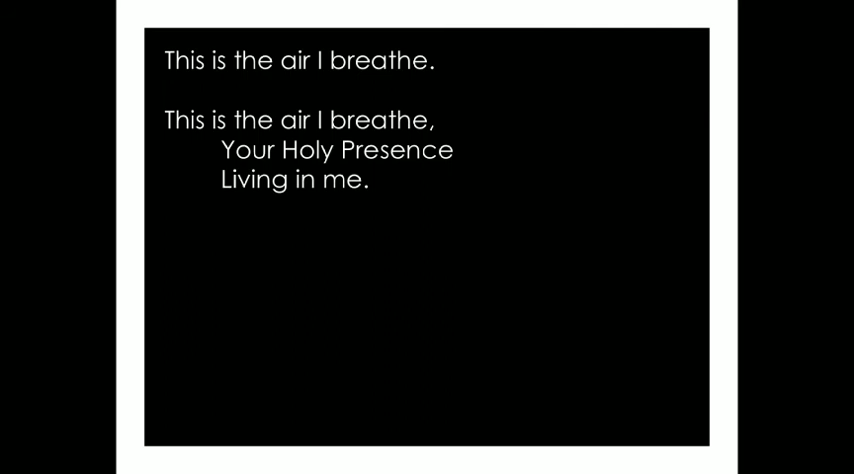 This is the air I breathe.
This is the air I breathe,
Your Holy Presence
Living in me.